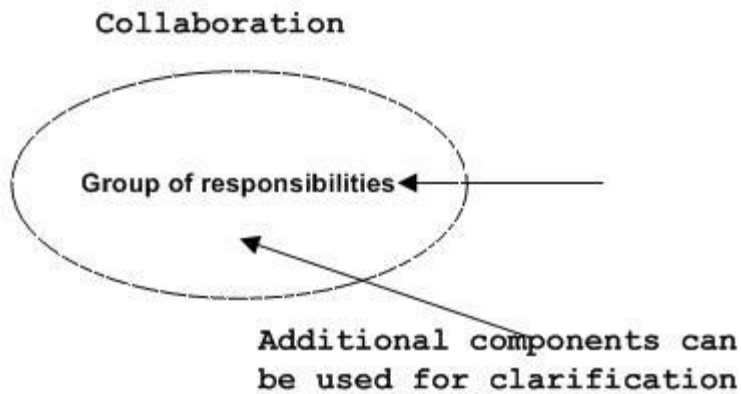 Collaboration
Group of responsibilities
Additional components can
be used for clarification